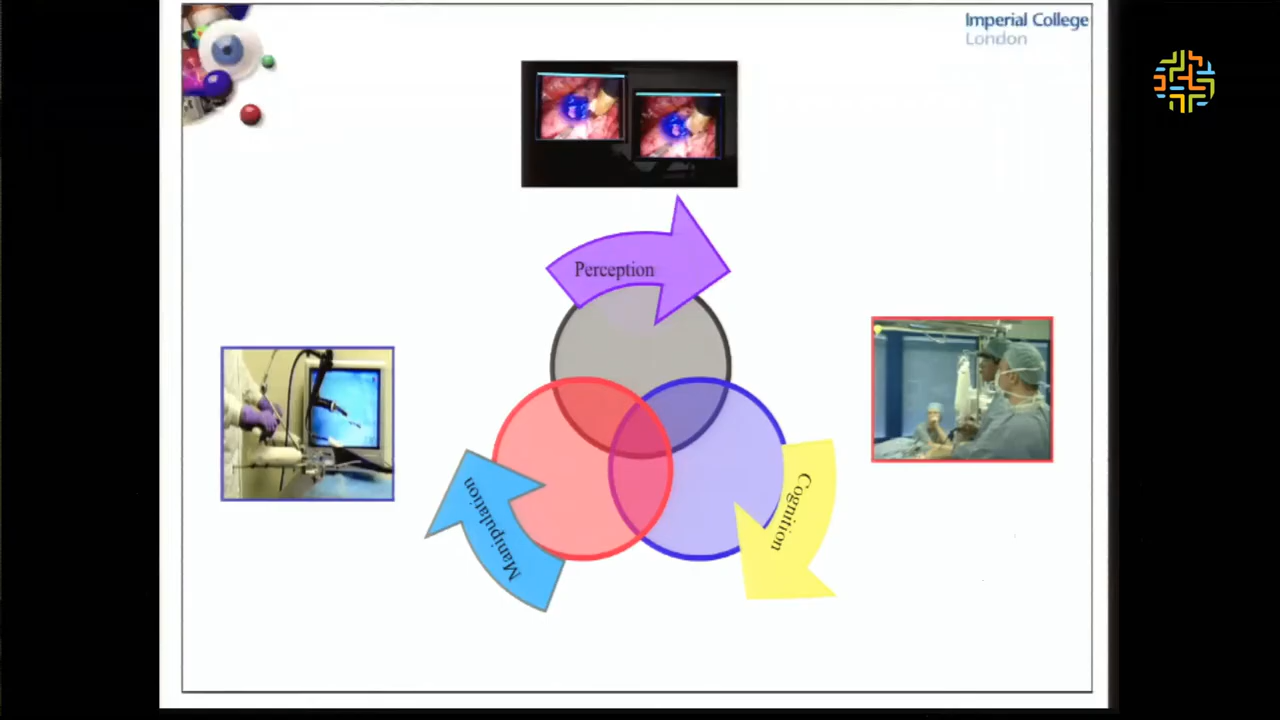 Imperial College
London
Perception
Cognition
Manipulation